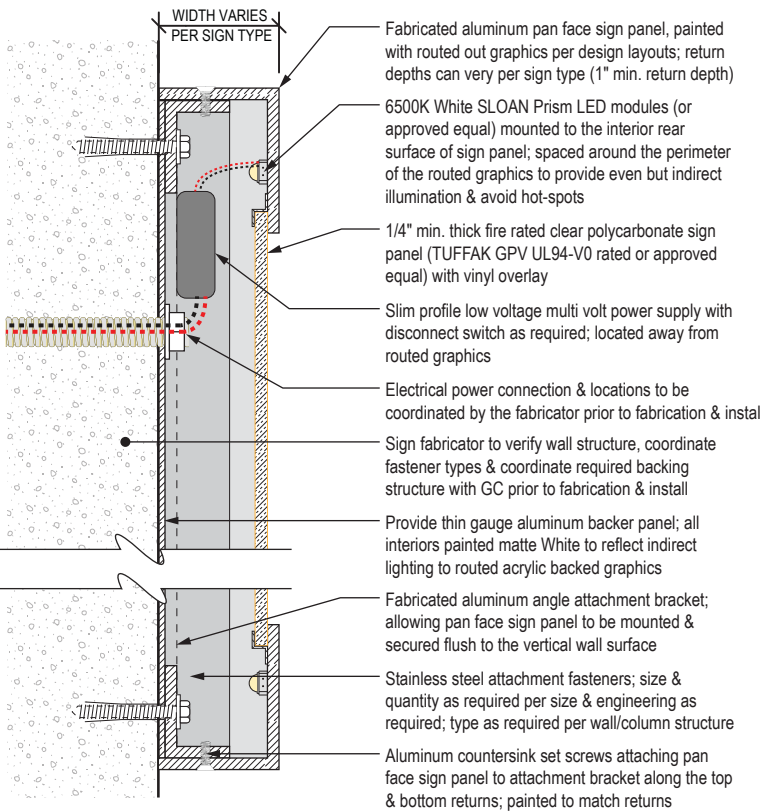 WIDTH VARIES
PER SIGN TYPE
Fabricated aluminum pan face sign panel, painted
with routed out graphics per design layouts; return
depths can very per sign type (1" min. return depth)
6500K White SLOAN Prism LED modules (or
approved equal) mounted to the interior rear
surface of sign panel; spaced around the perimeter
of the routed graphics to provide even but indirect
illumination & avoid hot-spots
1/4" min. thick fire rated clear polycarbonate sign
panel (TUFFAK GPV UL94-V0 rated or approved
equal) with vinyl overlay
Slim profile low voltage multi volt power supply with
disconnect switch as required; located away from
routed graphics
Electrical power connection & locations to be
coordinated by the fabricator prior to fabrication & instal
Sign fabricator to verify wall structure, coordinate
fastener types & coordinate required backing
structure with GC prior to fabrication & install
Provide thin gauge aluminum backer panel; all
interiors painted matte White to reflect indirect
lighting to routed acrylic backed graphics
Fabricated aluminum angle attachment bracket;
allowing pan face sign panel to be mounted &
secured flush to the vertical wall surface
Stainless steel attachment fasteners; size &
quantity as required per size & engineering as
required; type as required per wall/column structure
Aluminum countersink set screws attaching pan
face sign panel to attachment bracket along the top
& bottom returns; painted to match returns